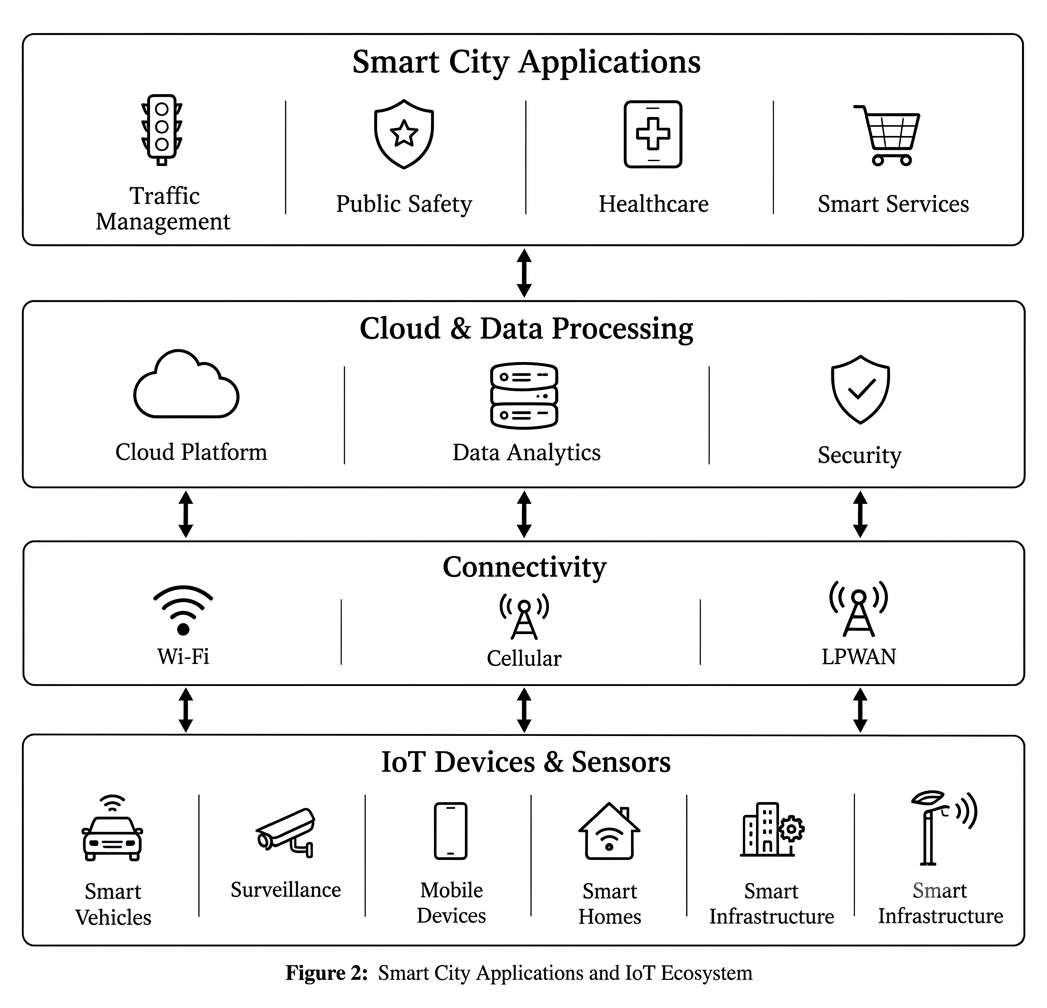 Smart City Applications
Traffic
Management
Public Safety
Healthcare
Smart Services
Cloud & Data Processing
Cloud Platform
Data Analytics
Security
Connectivity
Wi-Fi
Cellular
LPWAN
IoT Devices & Sensors
Smart
Vehicles
Surveillance
Mobile
Devices
Smart
Homes
Smart
Infrastructure
Smart
Infrastructure
Figure 2: Smart City Applications and IoT Ecosystem